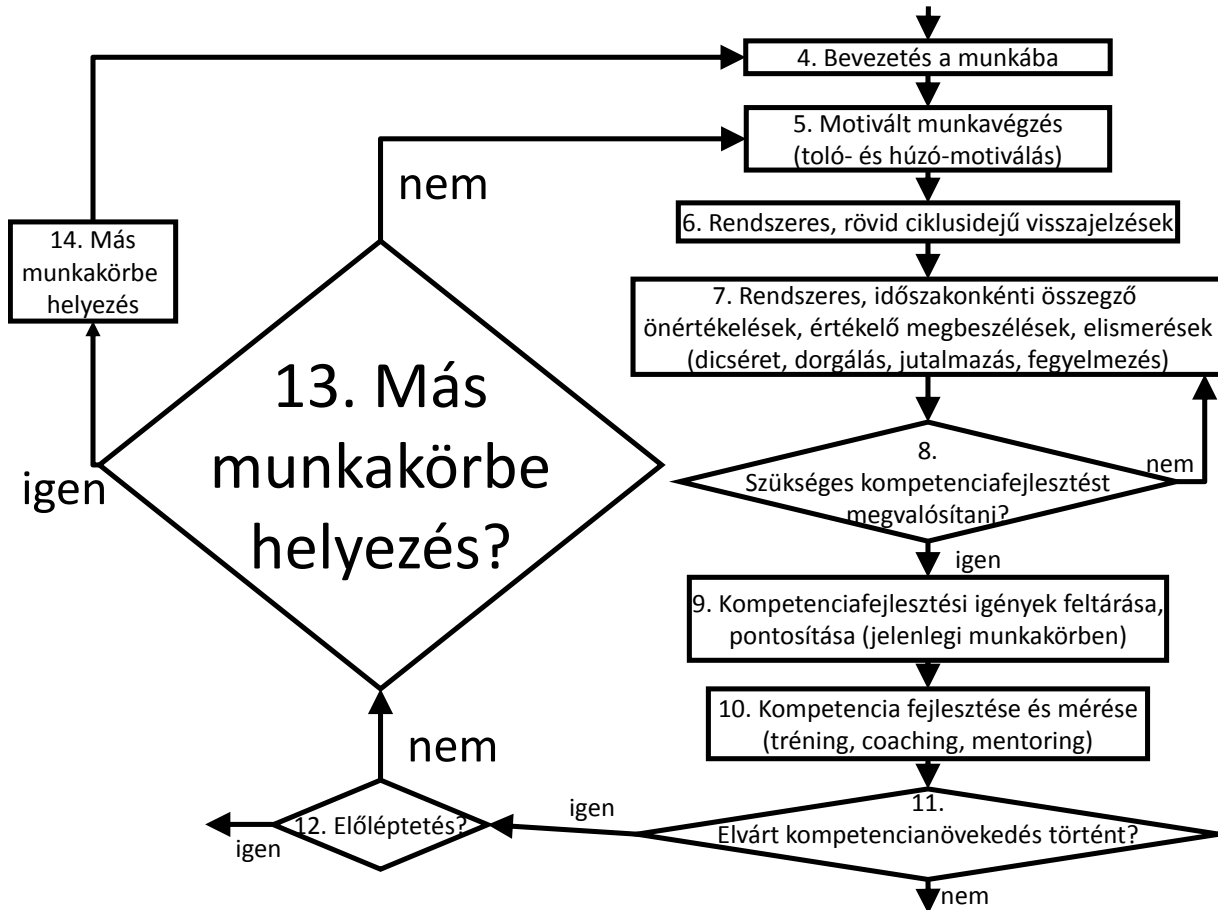 4. Bevezetés a munkába
5. Motivált munkavégzés
(toló- és húzó-motiválás)
nem
6. Rendszeres, rövid ciklusidejű visszajelzések
14. Más
munkakörbe
helyezés
7. Rendszeres, időszakonkénti összegző
önértékelések, értékelő megbeszélések, elismerések
(dicséret, dorgálás, jutalmazás, fegyelmezés)
13. Más
munkakörbe
helyezés?
igen
8.
Szükséges kompetenciafejlesztést
megvalósítani?
nem
igen
9. Kompetenciafejlesztési igények feltárása,
pontosítása (jelenlegi munkakörben)
10. Kompetencia fejlesztése és mérése
(tréning, coaching, mentoring)
nem
11.
Elvárt kompetencianövekedés történt?
igen
12. Előléptetés?
igen
nem